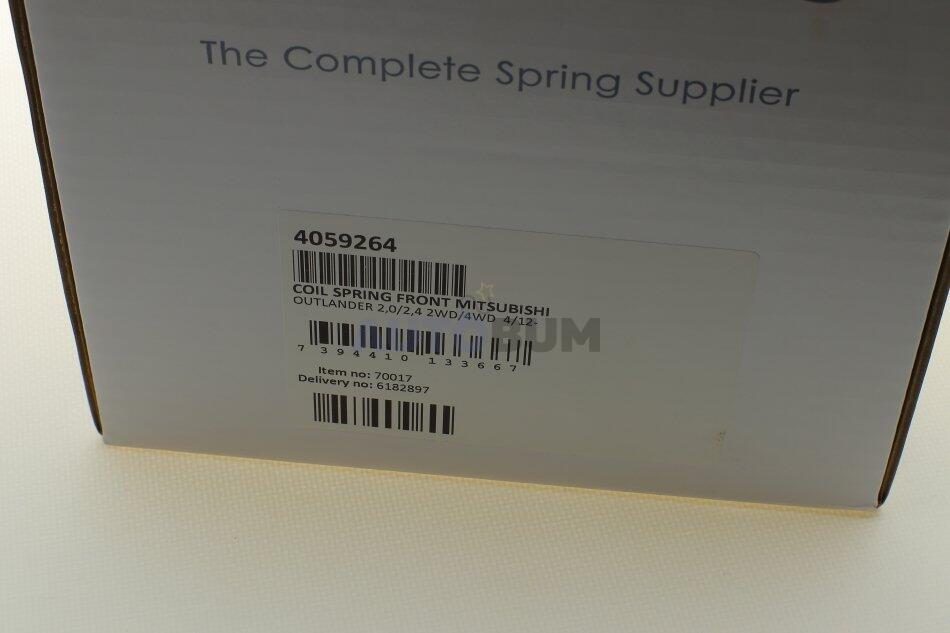 The Complete Spring Supplier
4059264
COIL SPRING FRONT MITSUBISHI
OUTLANDER 2,0/2,4 2WD/4WD 4/12-
AUTOBUM
7 394410 133667
Item no: 70017
Delivery no: 6182897